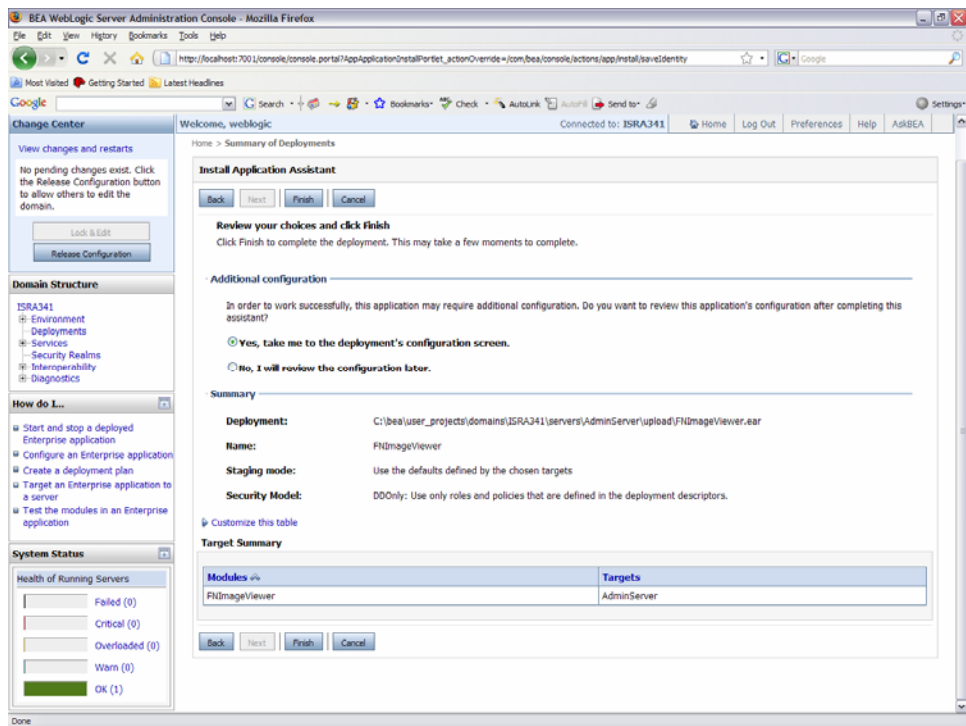 BEA WebLogic Server Administration Console - Mozilla Firefox
File Edit View History Bookmarks Tools Help
http://localhost:7001/console/console.portal?AppApplicationInstallPortlet_actionOverride=/com/bea/console/actions/app/install/saveIdentity
Google
Most Visited Getting Started Latest Headlines
Google Search Bookmarks Check AutoLink AutoFill Send to Settings
Change Center
View changes and restarts
No pending changes exist. Click
the Release Configuration button
to allow others to edit the
domain.
Lock & Edit
Release Configuration
Domain Structure
ISRA341
Environment
Deployments
Services
Security Realms
Interoperability
Diagnostics
How do I...
Start and stop a deployed
Enterprise application
Configure an Enterprise application
Create a deployment plan
Target an Enterprise application to
a server
Test the modules in an Enterprise
application
System Status
Health of Running Servers
Failed (0)
Critical (0)
Overloaded (0)
Warn (0)
OK (1)
Welcome, weblogic Connected to: ISRA341 Home Log Out Preferences Help AskBEA
Home > Summary of Deployments
Install Application Assistant
Back Next Finish Cancel
Review your choices and click Finish
Click Finish to complete the deployment. This may take a few moments to complete.
Additional configuration
In order to work successfully, this application may require additional configuration. Do you want to review this application's configuration after completing this
assistant?
Yes, take me to the deployment's configuration screen.
No, I will review the configuration later.
Summary
Deployment: C:\bea\user_projects\domains\ISRA341\servers\AdminServer\upload\FNImageViewer.ear
Name: FNImageViewer
Staging mode: Use the defaults defined by the chosen targets
Security Model: DDOnly: Use only roles and policies that are defined in the deployment descriptors.
Customize this table
Target Summary
Modules Targets
FNImageViewer AdminServer
Back Next Finish Cancel
Done